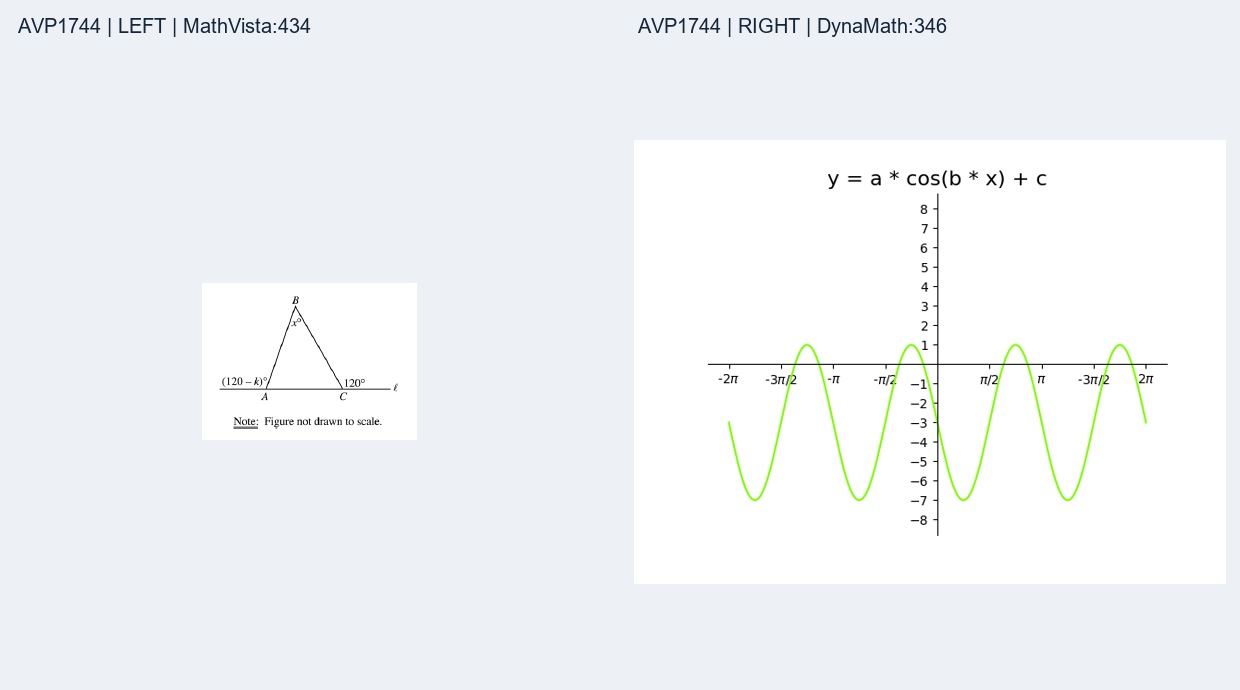 AVP1744 | LEFT | MathVista:434
B
x°
(120 – k)°
120°
ℓ
A
C
Note: Figure not drawn to scale.
AVP1744 | RIGHT | DynaMath:346
y = a * cos(b * x) + c
8
7
6
5
4
3
2
1
-2π
-3π/2
-π
-π/2
π/2
π
-3π/2
2π
−1
−2
−3
−4
−5
−6
−7
−8